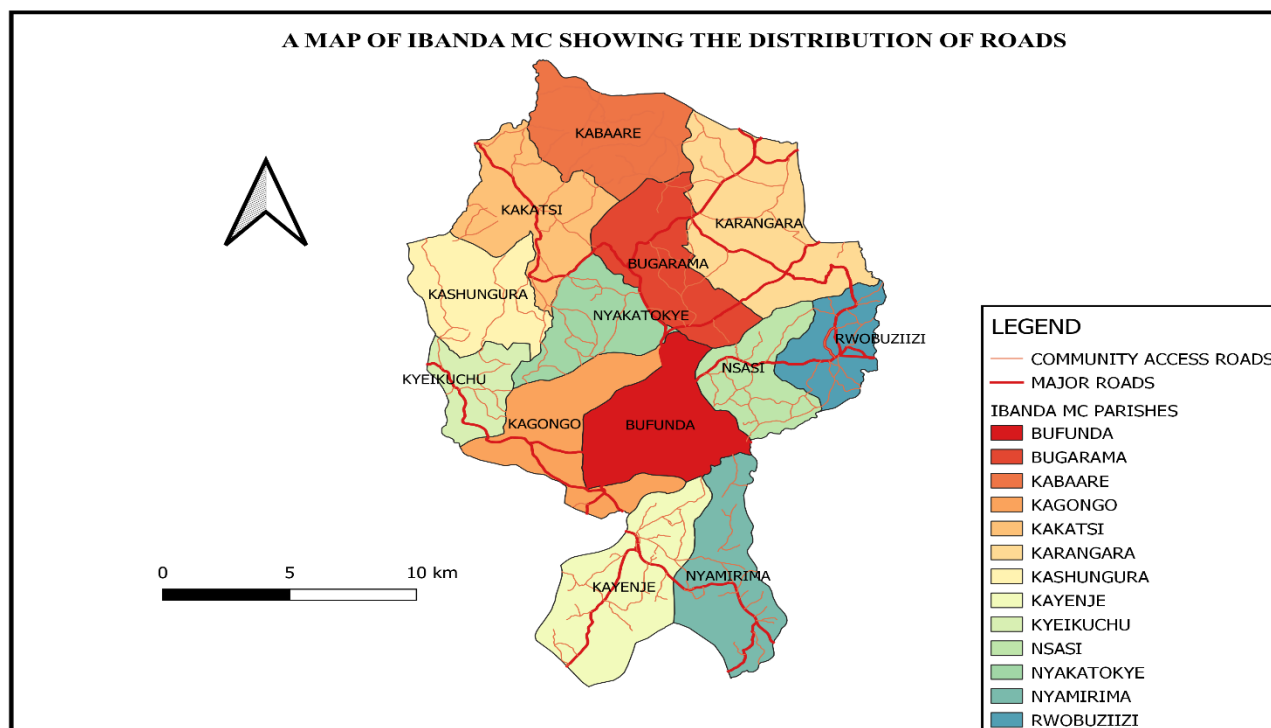 A MAP OF IBANDA MC SHOWING THE DISTRIBUTION OF ROADS
KABAARE
KAKATSI
KARANGARA
BUGARAMA
KASHUNGURA
NYAKATOKYE
RWOBUZIIZI
NSASI
KYEIKUCHU
KAGONGO
BUFUNDA
KAYENJE
NYAMIRIMA
0 5 10 km
LEGEND
COMMUNITY ACCESS ROADS
MAJOR ROADS
IBANDA MC PARISHES
BUFUNDA
BUGARAMA
KABAARE
KAGONGO
KAKATSI
KARANGARA
KASHUNGURA
KAYENJE
KYEIKUCHU
NSASI
NYAKATOKYE
NYAMIRIMA
RWOBUZIIZI